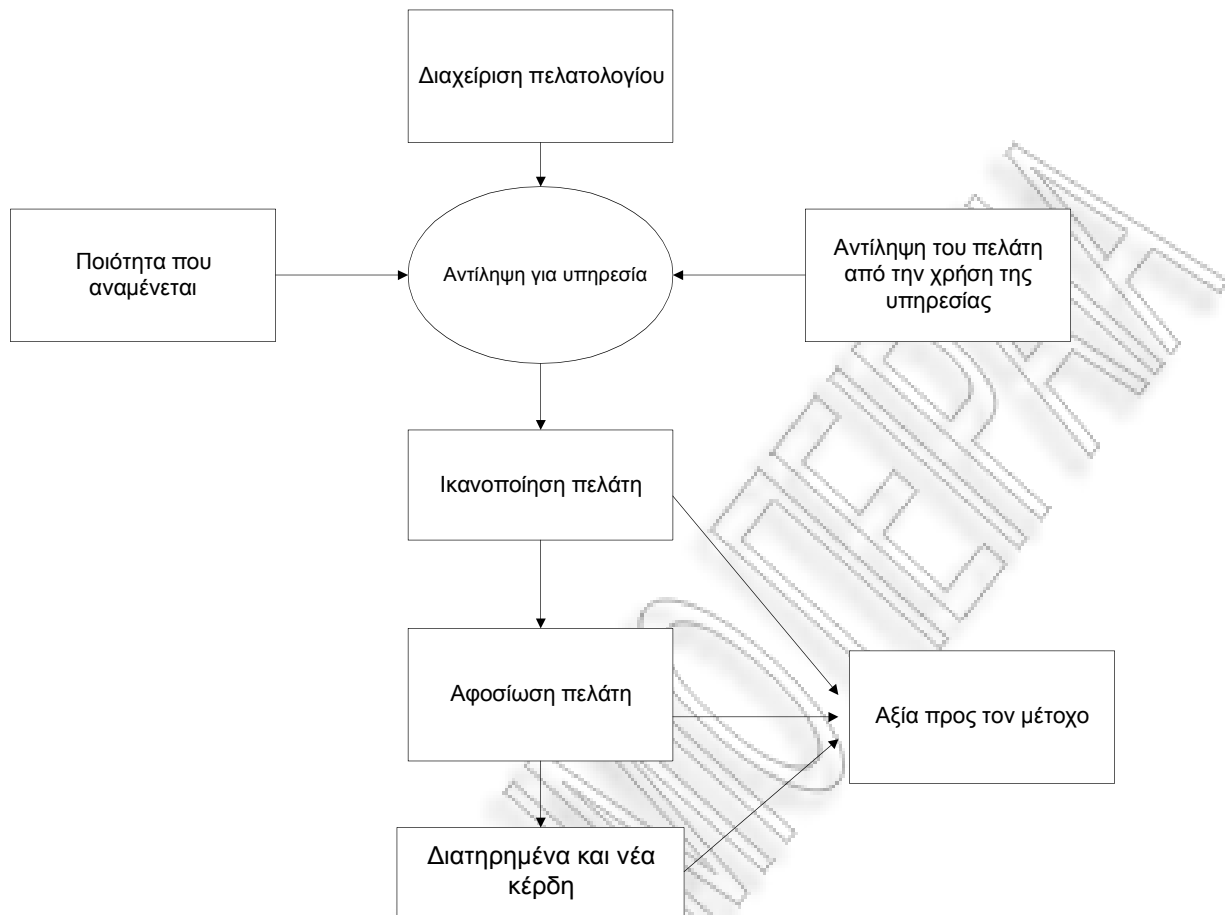 Διαχείριση πελατολογίου
Ποιότητα που
αναμένεται
Αντίληψη για υπηρεσία
Αντίληψη του πελάτη
από την χρήση της
υπηρεσίας
Ικανοποίηση πελάτη
Αφοσίωση πελάτη
Αξία προς τον μέτοχο
Διατηρημένα και νέα
κέρδη